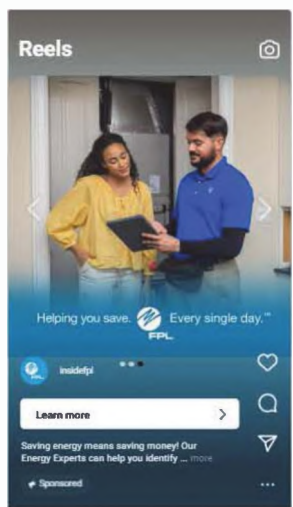 Reels
Helping you save. FPL. Every single day.™
insidefpl
Learn more
Saving energy means saving money! Our
Energy Experts can help you identify ... more
Sponsored